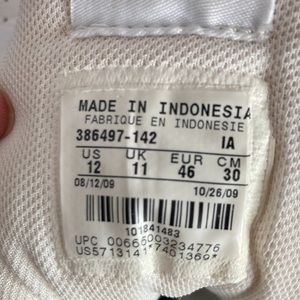 MADE IN INDONESIA
FABRIQUE EN INDONESIE
386497-142 IA
US UK EUR CM
12 11 46 30
08/12/09 10/26/09
101841483
UPC 00666003234776
US5713141*7401369*